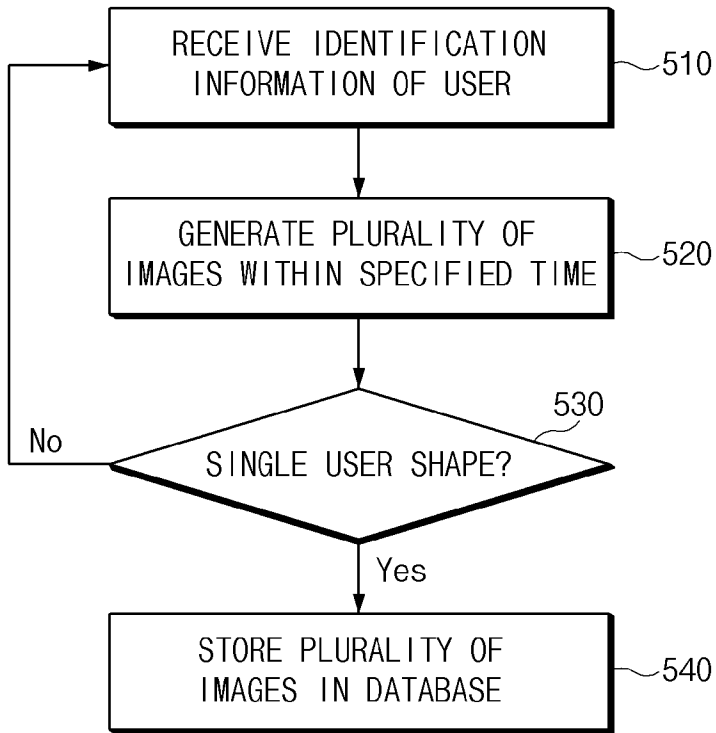 RECEIVE IDENTIFICATION
INFORMATION OF USER
510
GENERATE PLURALITY OF
IMAGES WITHIN SPECIFIED TIME
520
530
SINGLE USER SHAPE?
No
Yes
STORE PLURALITY OF
IMAGES IN DATABASE
540